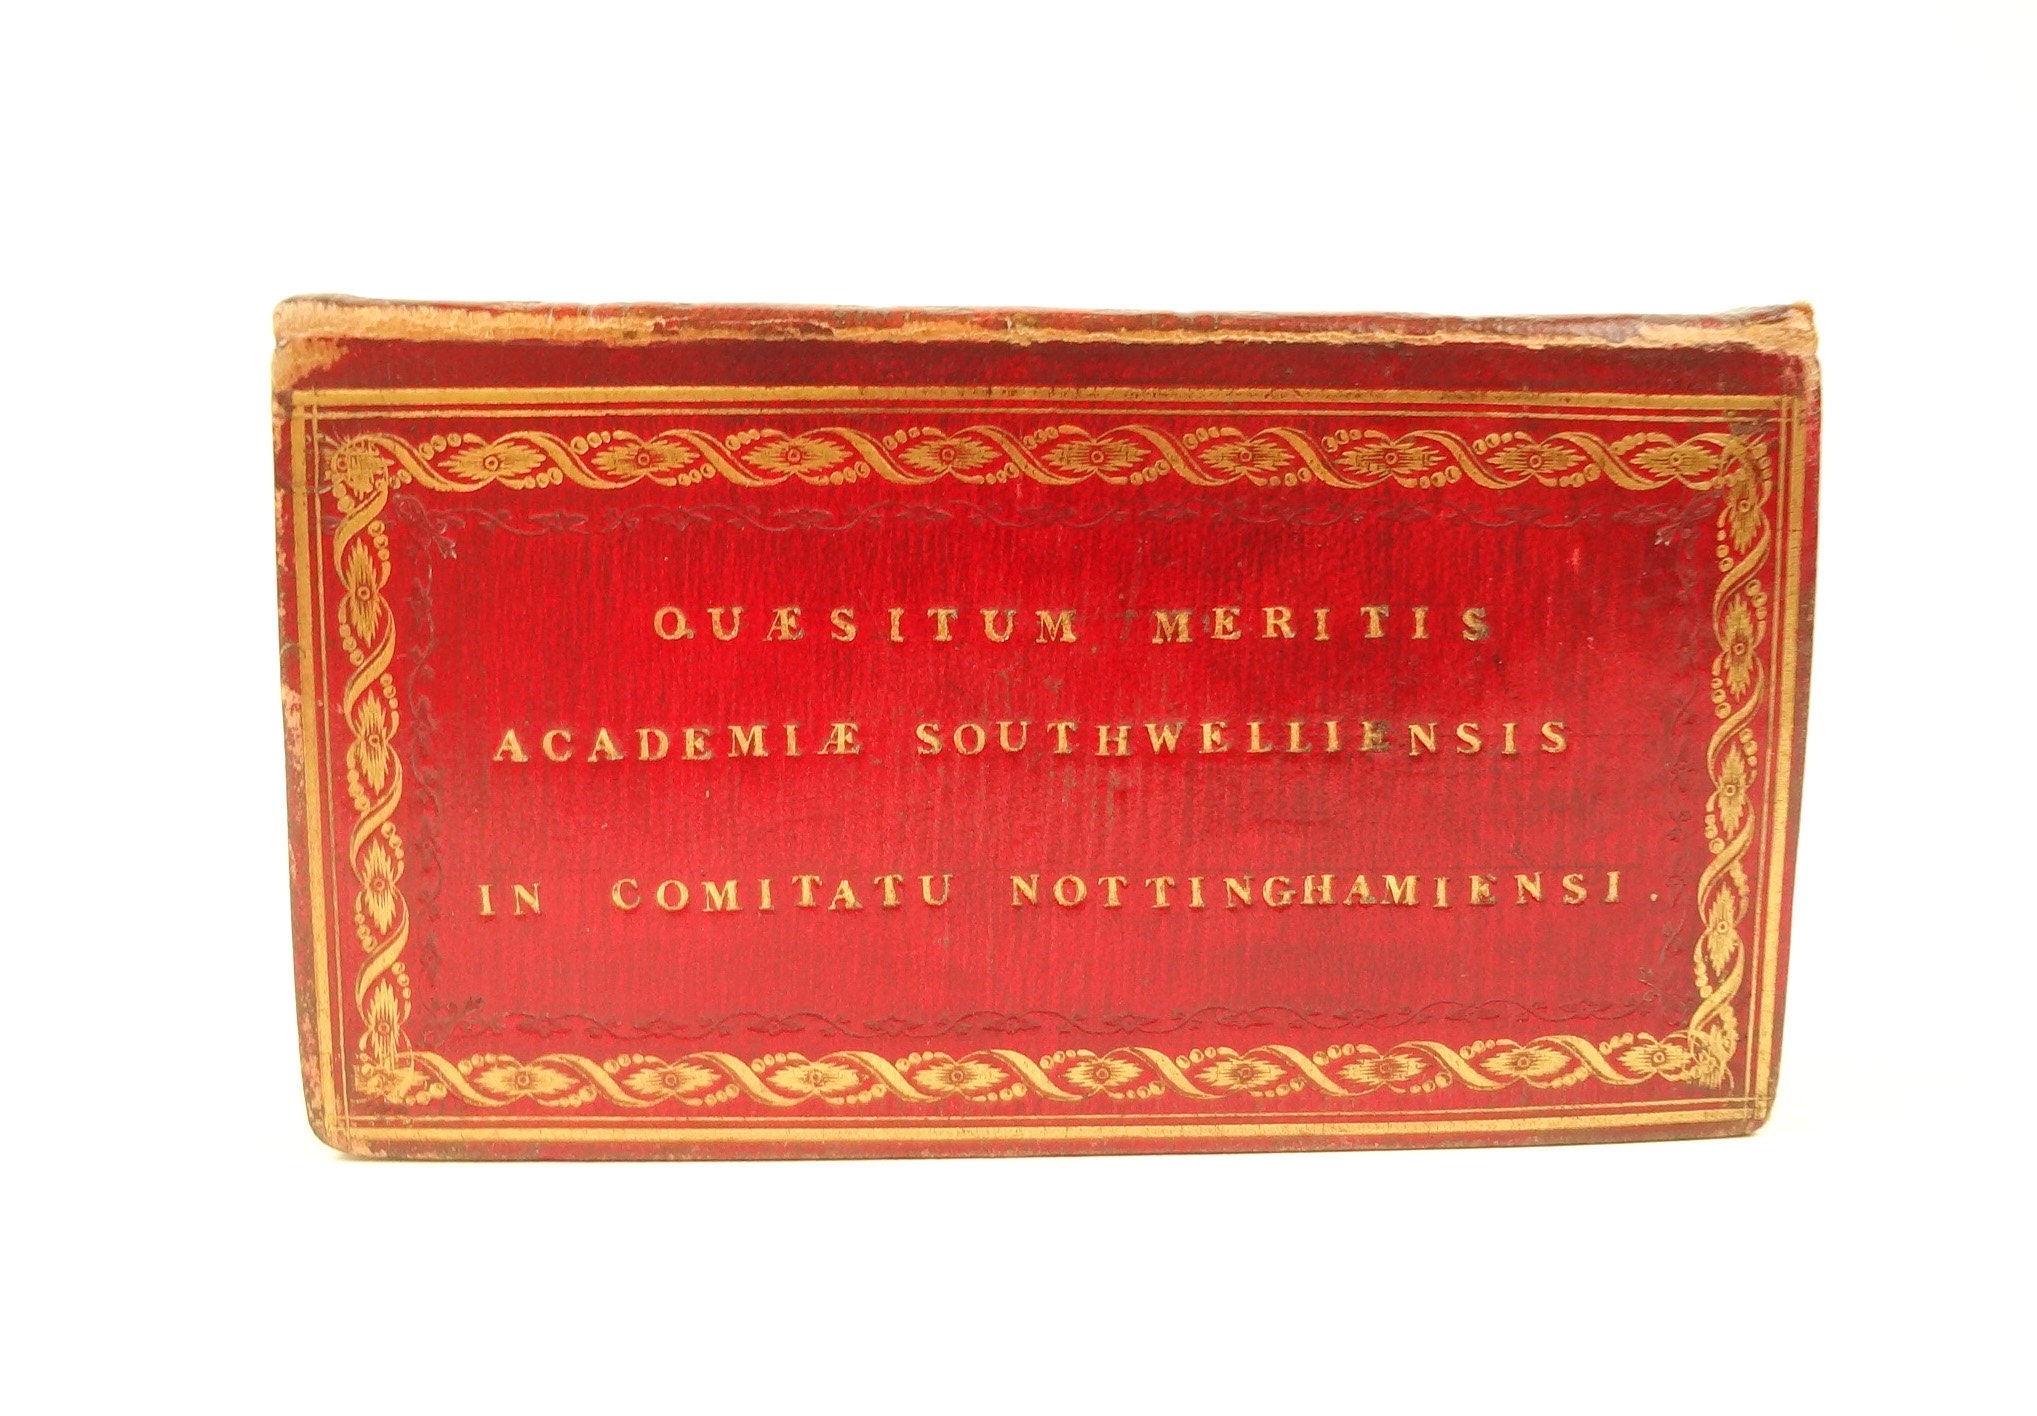 QUÆSITUM MERITIS
ACADEMIÆ SOUTHWELLIENSIS
IN COMITATU NOTTINGHAMIENSI.